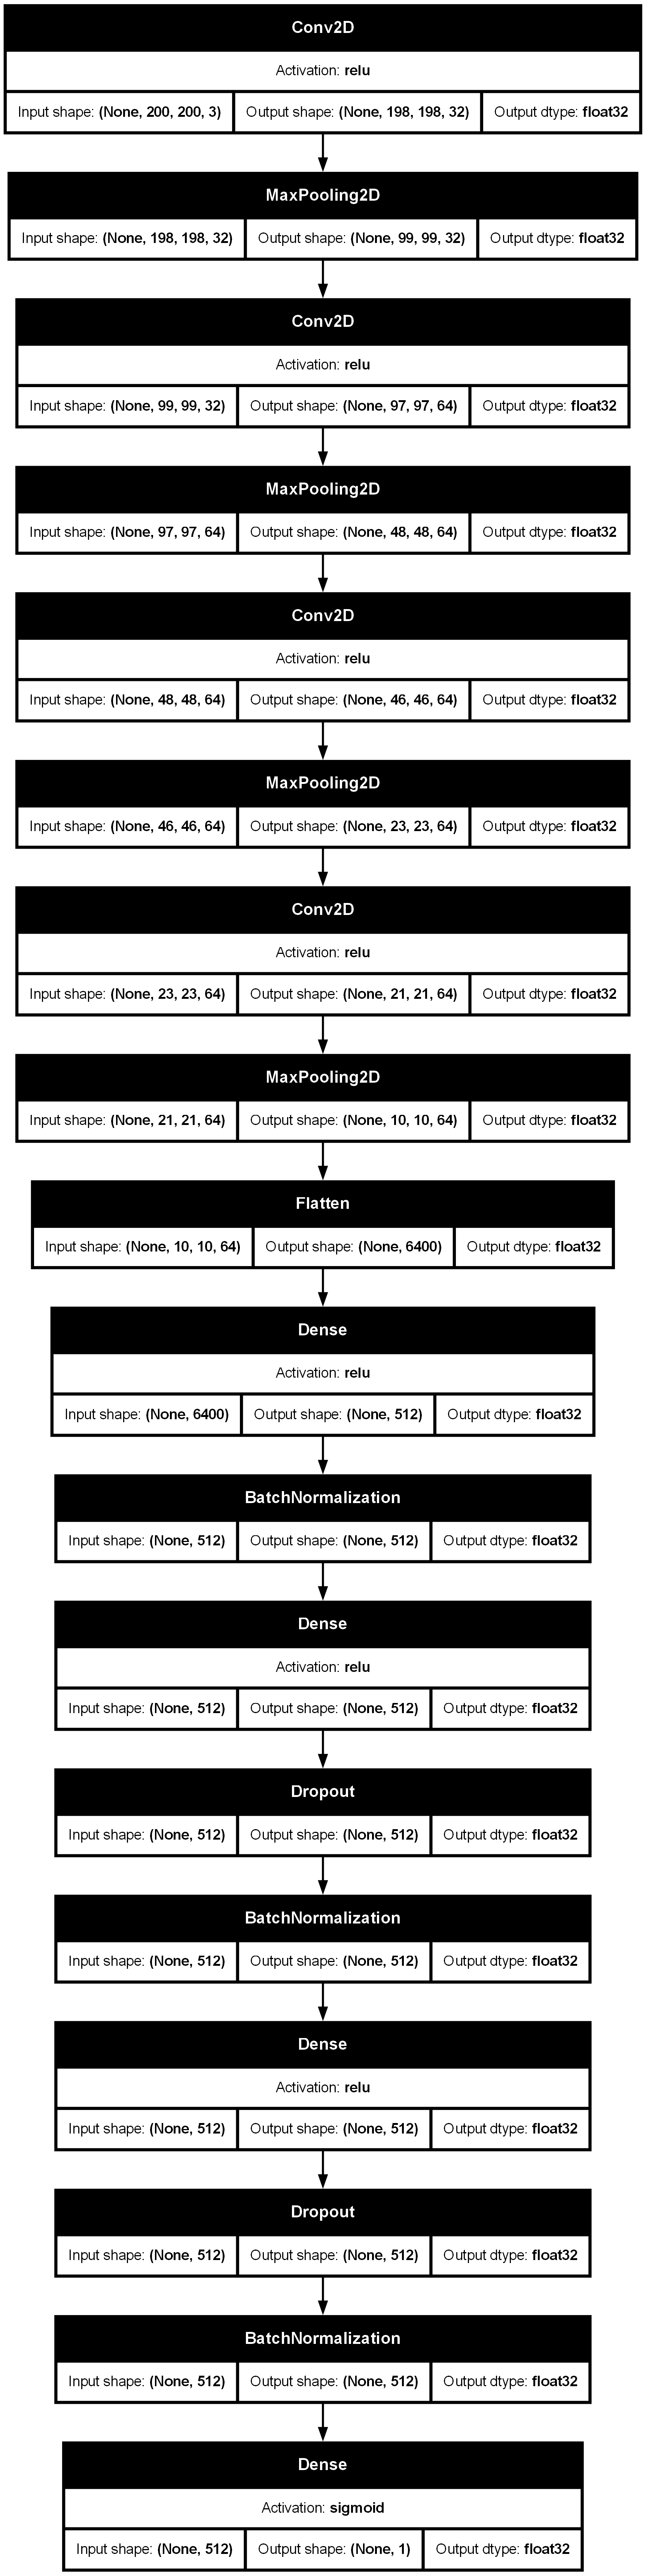 Conv2D
Activation: relu
Input shape: (None, 200, 200, 3) Output shape: (None, 198, 198, 32) Output dtype: float32
MaxPooling2D
Input shape: (None, 198, 198, 32) Output shape: (None, 99, 99, 32) Output dtype: float32
Conv2D
Activation: relu
Input shape: (None, 99, 99, 32) Output shape: (None, 97, 97, 64) Output dtype: float32
MaxPooling2D
Input shape: (None, 97, 97, 64) Output shape: (None, 48, 48, 64) Output dtype: float32
Conv2D
Activation: relu
Input shape: (None, 48, 48, 64) Output shape: (None, 46, 46, 64) Output dtype: float32
MaxPooling2D
Input shape: (None, 46, 46, 64) Output shape: (None, 23, 23, 64) Output dtype: float32
Conv2D
Activation: relu
Input shape: (None, 23, 23, 64) Output shape: (None, 21, 21, 64) Output dtype: float32
MaxPooling2D
Input shape: (None, 21, 21, 64) Output shape: (None, 10, 10, 64) Output dtype: float32
Flatten
Input shape: (None, 10, 10, 64) Output shape: (None, 6400) Output dtype: float32
Dense
Activation: relu
Input shape: (None, 6400) Output shape: (None, 512) Output dtype: float32
BatchNormalization
Input shape: (None, 512) Output shape: (None, 512) Output dtype: float32
Dense
Activation: relu
Input shape: (None, 512) Output shape: (None, 512) Output dtype: float32
Dropout
Input shape: (None, 512) Output shape: (None, 512) Output dtype: float32
BatchNormalization
Input shape: (None, 512) Output shape: (None, 512) Output dtype: float32
Dense
Activation: relu
Input shape: (None, 512) Output shape: (None, 512) Output dtype: float32
Dropout
Input shape: (None, 512) Output shape: (None, 512) Output dtype: float32
BatchNormalization
Input shape: (None, 512) Output shape: (None, 512) Output dtype: float32
Dense
Activation: sigmoid
Input shape: (None, 512) Output shape: (None, 1) Output dtype: float32